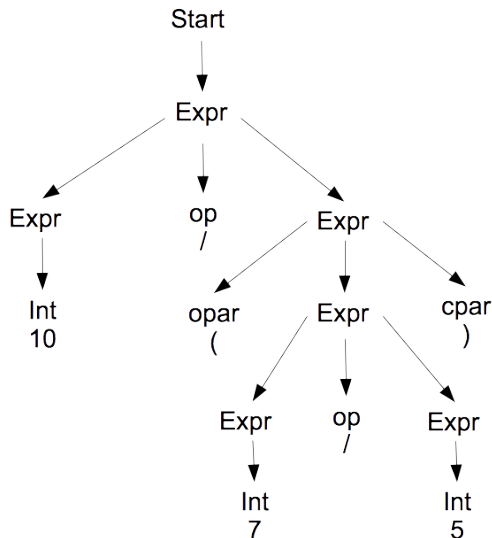 Start
Expr
Expr
op
/
Expr
Int
10
opar
(
Expr
cpar
)
Expr
op
/
Expr
Int
7
Int
5